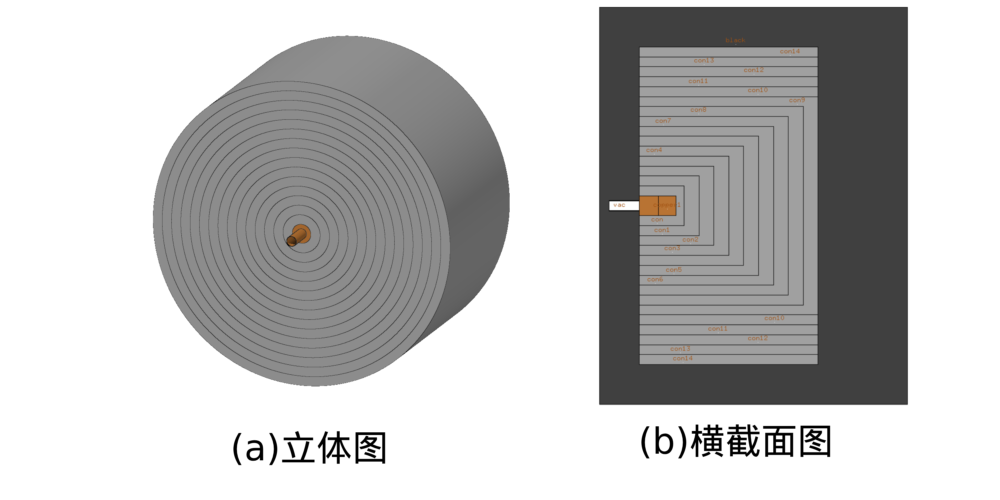 black
con14
con13
con12
con11
con10
con9
con8
con7
con4
vac
copper1
con
con1
con2
con3
con5
con6
con10
con11
con12
con13
con14
(a)立体图
(b)横截面图